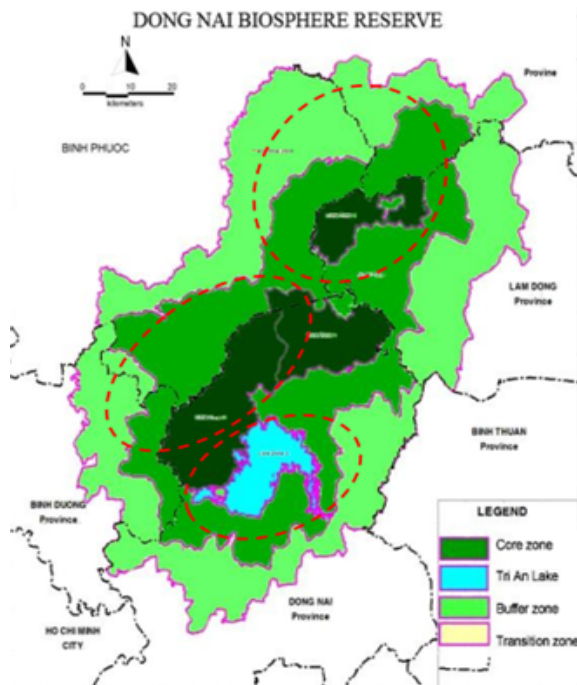 DONG NAI BIOSPHERE RESERVE
N
0 10 20
kilometers
Provine
BINH PHUOC
LAM DONG
Province
BINH THUAN
Province
BINH DUONG
Province.
DONG NAI
Province
HO CHI MINH
CITY
LEGEND
Core zone
Tri An Lake
Buffer zone
Transition zone